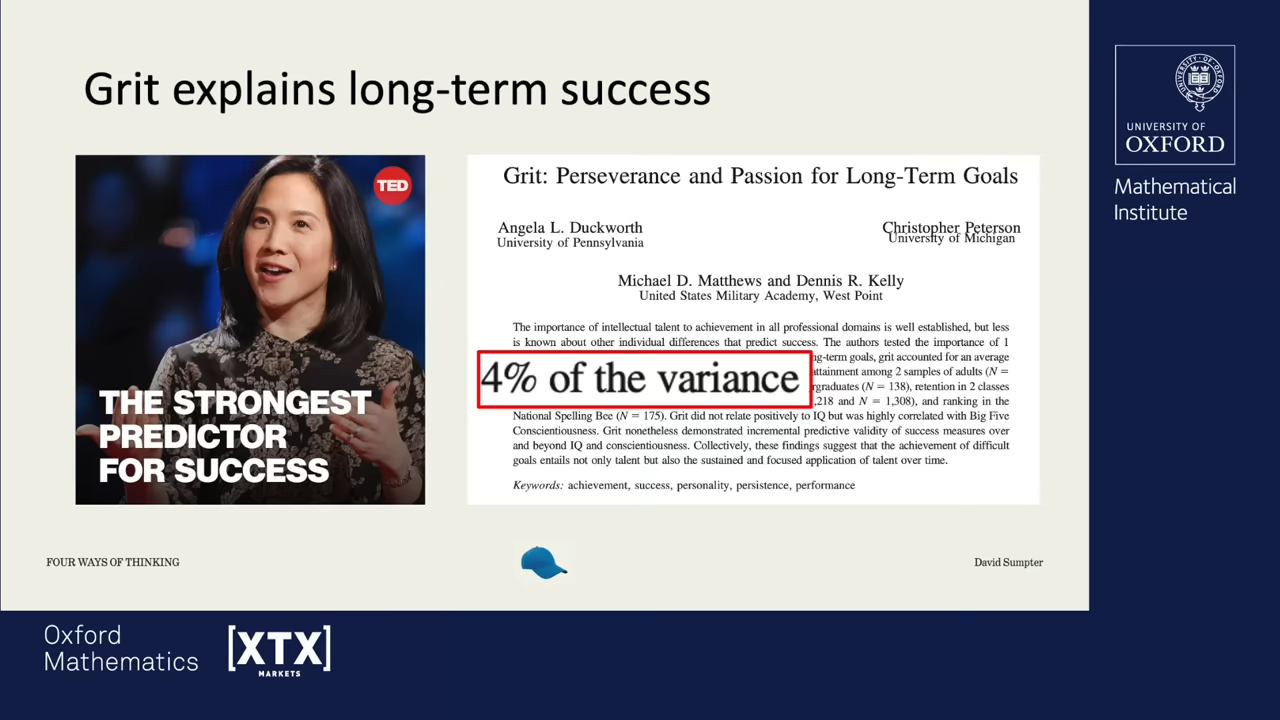 Grit explains long-term success
TED
THE STRONGEST
PREDICTOR
FOR SUCCESS
Grit: Perseverance and Passion for Long-Term Goals
Angela L. Duckworth
University of Pennsylvania
Christopher Peterson
University of Michigan
Michael D. Matthews and Dennis R. Kelly
United States Military Academy, West Point
The importance of intellectual talent to achievement in all professional domains is well established, but less
is known about other individual differences that predict success. The authors tested the importance of 1
ng-term goals, grit accounted for an average
4% of the variance
attainment among 2 samples of adults (N =
rgraduates (N = 138), retention in 2 classes
,218 and N = 1,308), and ranking in the
National Spelling Bee (N = 175). Grit did not relate positively to IQ but was highly correlated with Big Five
Conscientiousness. Grit nonetheless demonstrated incremental predictive validity of success measures over
and beyond IQ and conscientiousness. Collectively, these findings suggest that the achievement of difficult
goals entails not only talent but also the sustained and focused application of talent over time.
Keywords: achievement, success, personality, persistence, performance
FOUR WAYS OF THINKING
David Sumpter
UNIVERSITY OF
OXFORD
Mathematical
Institute
Oxford
Mathematics
[XTX]
MARKETS